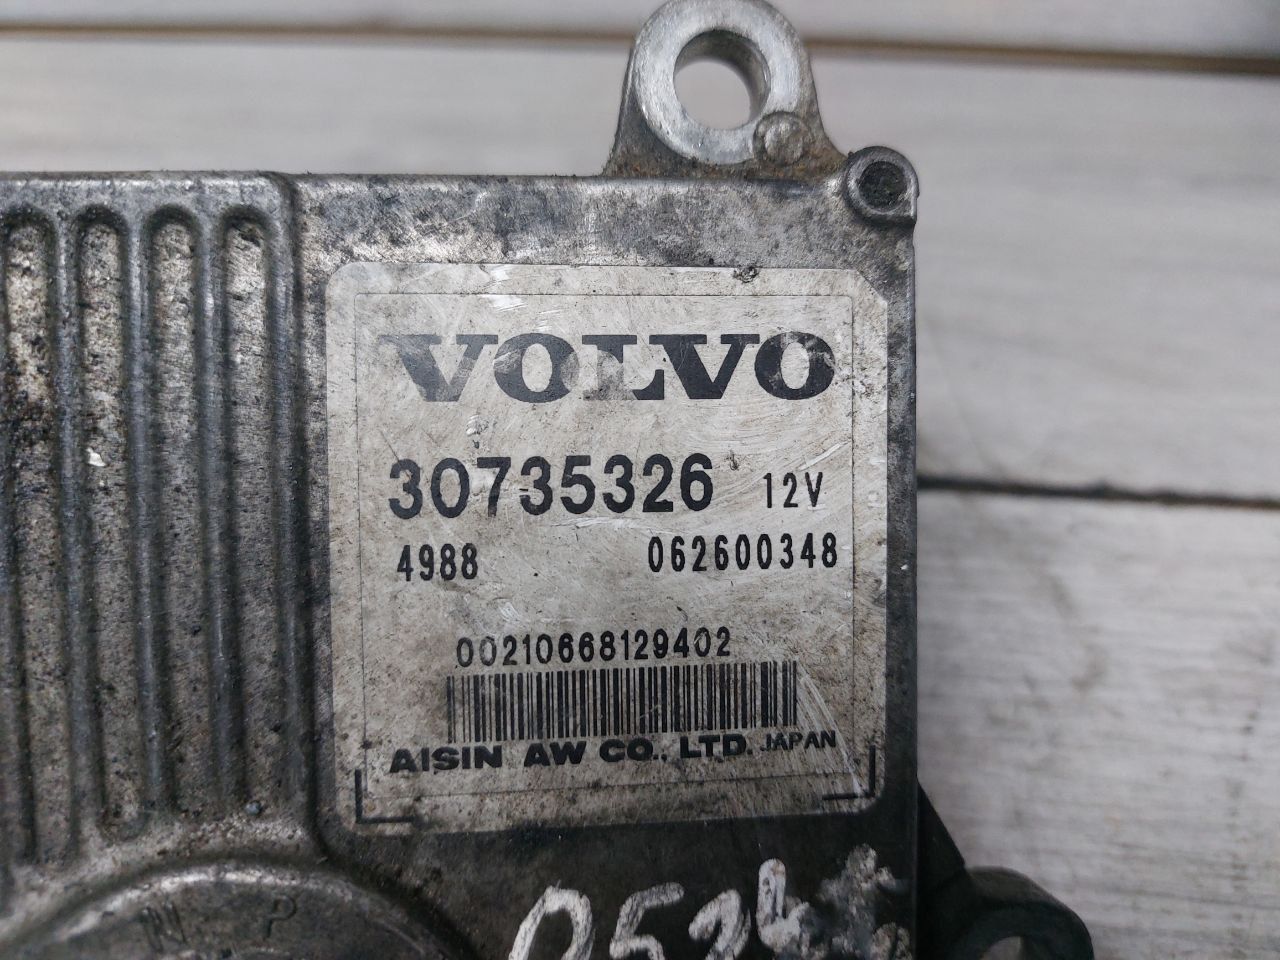 VOLVO
30735326 12V
4988 062600348
00210668129402
AISIN AW CO., LTD. JAPAN
N P